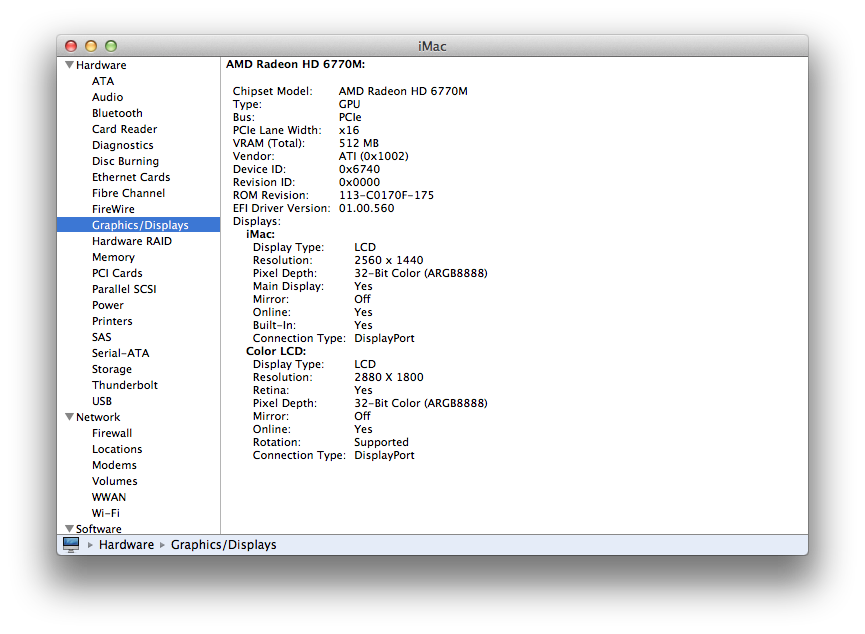 iMac
Hardware
ATA
Audio
Bluetooth
Card Reader
Diagnostics
Disc Burning
Ethernet Cards
Fibre Channel
FireWire
Graphics/Displays
Hardware RAID
Memory
PCI Cards
Parallel SCSI
Power
Printers
SAS
Serial-ATA
Storage
Thunderbolt
USB
Network
Firewall
Locations
Modems
Volumes
WWAN
Wi-Fi
Software
AMD Radeon HD 6770M:
Chipset Model: AMD Radeon HD 6770M
Type: GPU
Bus: PCIe
PCIe Lane Width: x16
VRAM (Total): 512 MB
Vendor: ATI (0x1002)
Device ID: 0x6740
Revision ID: 0x0000
ROM Revision: 113-C0170F-175
EFI Driver Version: 01.00.560
Displays:
iMac:
Display Type: LCD
Resolution: 2560 x 1440
Pixel Depth: 32-Bit Color (ARGB8888)
Main Display: Yes
Mirror: Off
Online: Yes
Built-In: Yes
Connection Type: DisplayPort
Color LCD:
Display Type: LCD
Resolution: 2880 X 1800
Retina: Yes
Pixel Depth: 32-Bit Color (ARGB8888)
Mirror: Off
Online: Yes
Rotation: Supported
Connection Type: DisplayPort
Hardware Graphics/Displays